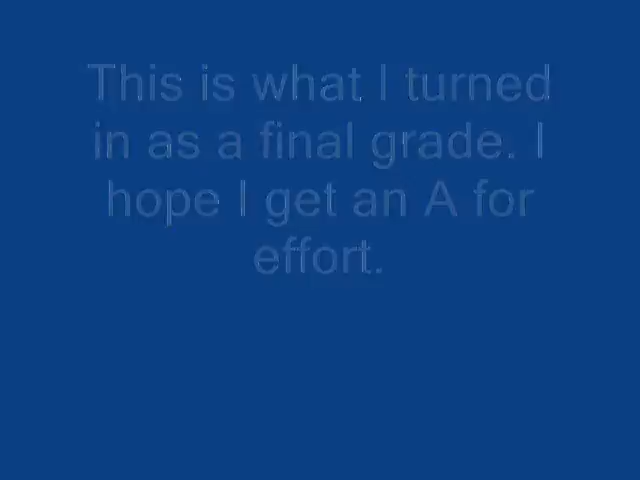 This is what I turned
in as a final grade. I
hope I get an A for
effort.